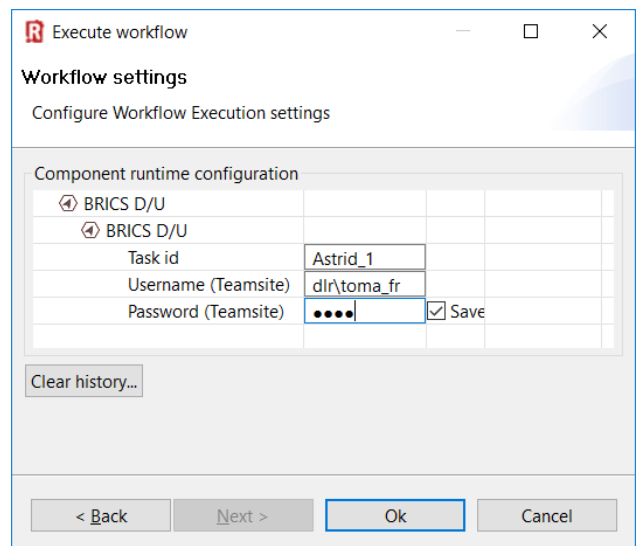 Execute workflow
Workflow settings
Configure Workflow Execution settings
Component runtime configuration
BRICS D/U
BRICS D/U
Task id Astrid_1
Username (Teamsite) dlr\toma_fr
Password (Teamsite) ●●●● Save
Clear history...
< Back Next > Ok Cancel